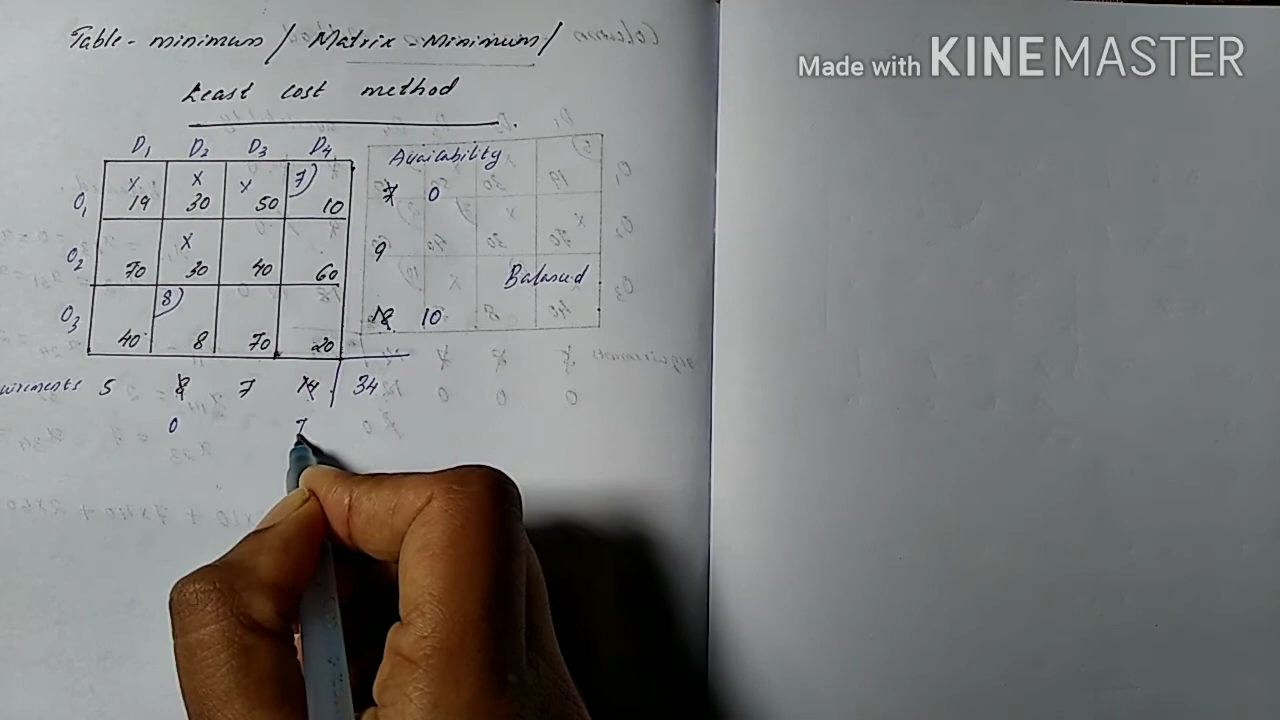 Table - minimum / Matrix - Minimum /
Least cost method
Made with KINEMASTER
D1 D2 D3 D4 Availability
O1 x 19 x 30 x 50 7) 10 7 0
O2 70 x 30 40 60 9
Balanced
O3 40 8) 8 70 20 18 10
uirements 5 8 7 14 34
0 7